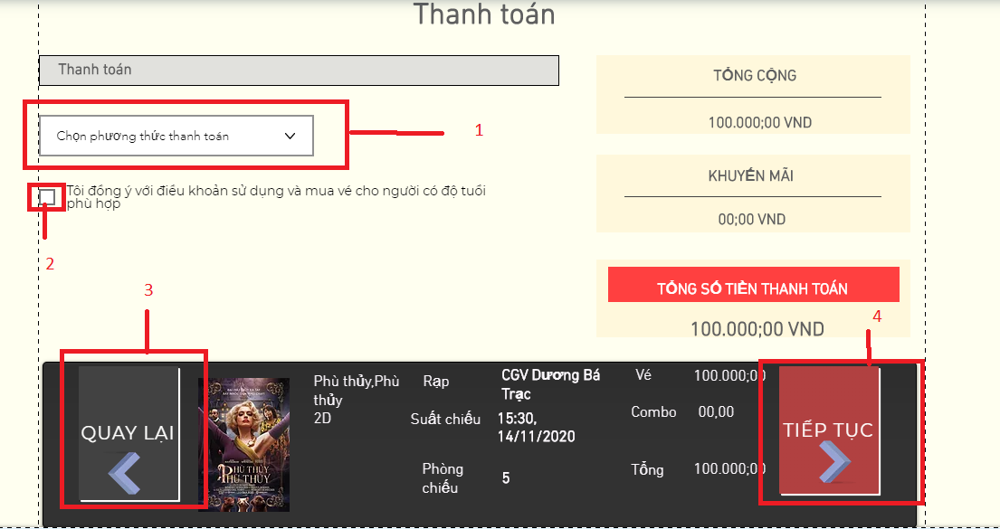 Thanh toán
Thanh toán
Chọn phương thức thanh toán
1
Tôi đồng ý với điều khoản sử dụng và mua vé cho người có độ tuổi
phù hợp
2
TỔNG CỘNG
100.000;00 VND
KHUYẾN MÃI
00;00 VND
TỔNG SỐ TIỀN THANH TOÁN
100.000;00 VND
3
4
QUAY LẠI
PHÙ THỦY
PHÙ THỦY
Phù thủy,Phù
thủy
2D
Rạp
CGV Dương Bá
Trạc
Suất chiếu
15:30,
14/11/2020
Phòng
chiếu
5
Vé
100.000;00
Combo
00,00
Tổng
100.000;00
TIẾP TỤC